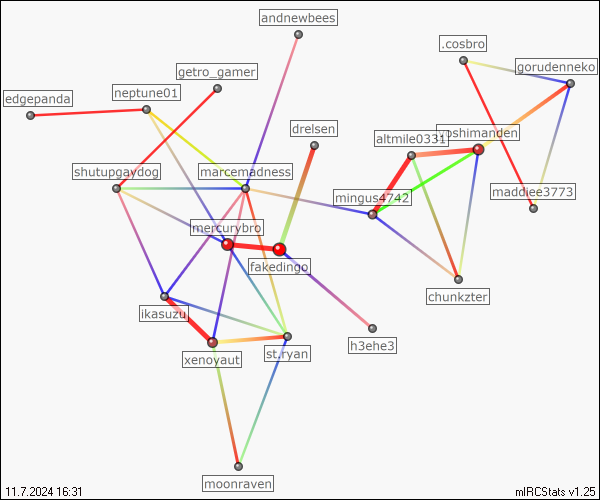 andnewbees
.cosbro
getro_gamer
gorudenneko
edgepanda
neptune01
drelsen
altmile0331
yoshimanden
shutupgaydog
marcemadness
mingus4742
maddiee3773
mercurybro
fakedingo
chunkzter
ikasuzu
h3ehe3
xenoyaut
st.ryan
moonraven
11.7.2024 16:31
mIRCStats v1.25